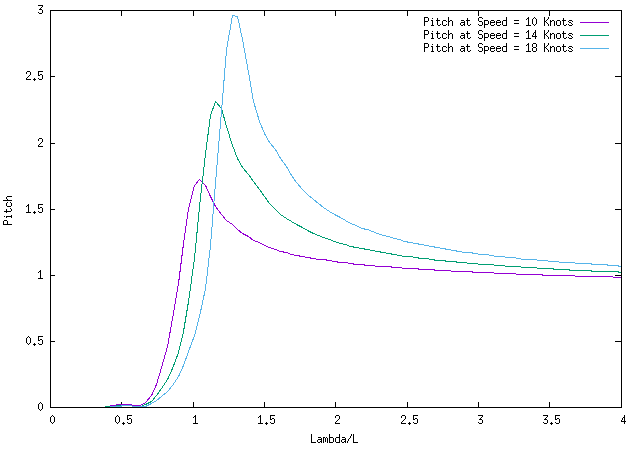 3
Pitch at Speed = 10 Knots
Pitch at Speed = 14 Knots
Pitch at Speed = 18 Knots
2.5
2
1.5
Pitch
1
0.5
0
0 0.5 1 1.5 2 2.5 3 3.5 4
Lambda/L